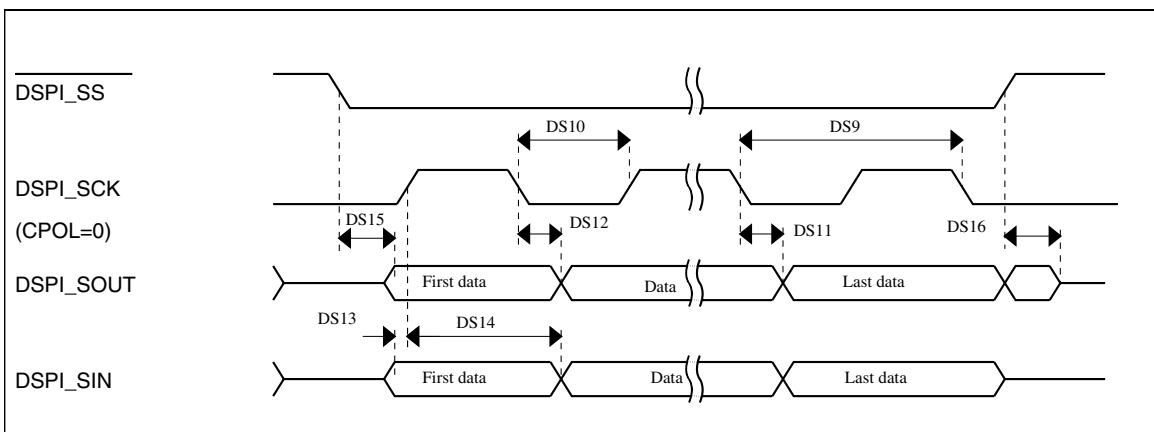 DSPI_SS
DS10
DS9
DSPI_SCK
DS15
DS12
DS11
DS16
(CPOL=0)
DSPI_SOUT
First data
Data
Last data
DS13
DS14
DSPI_SIN
First data
Data
Last data